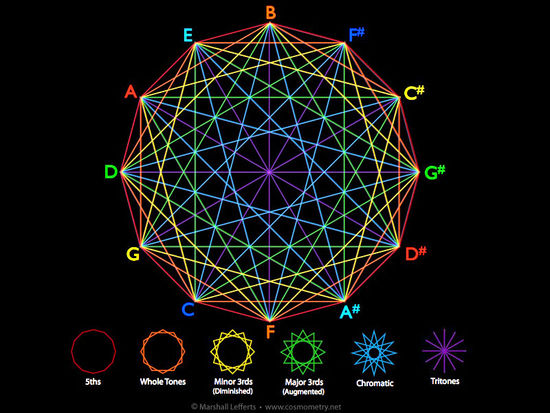 B
E F#
A C#
D G#
G D#
C A#
F
5ths Whole Tones Minor 3rds Major 3rds Chromatic Tritones
(Diminished) (Augmented)
© Marshall Lefferts • www.cosmometry.net